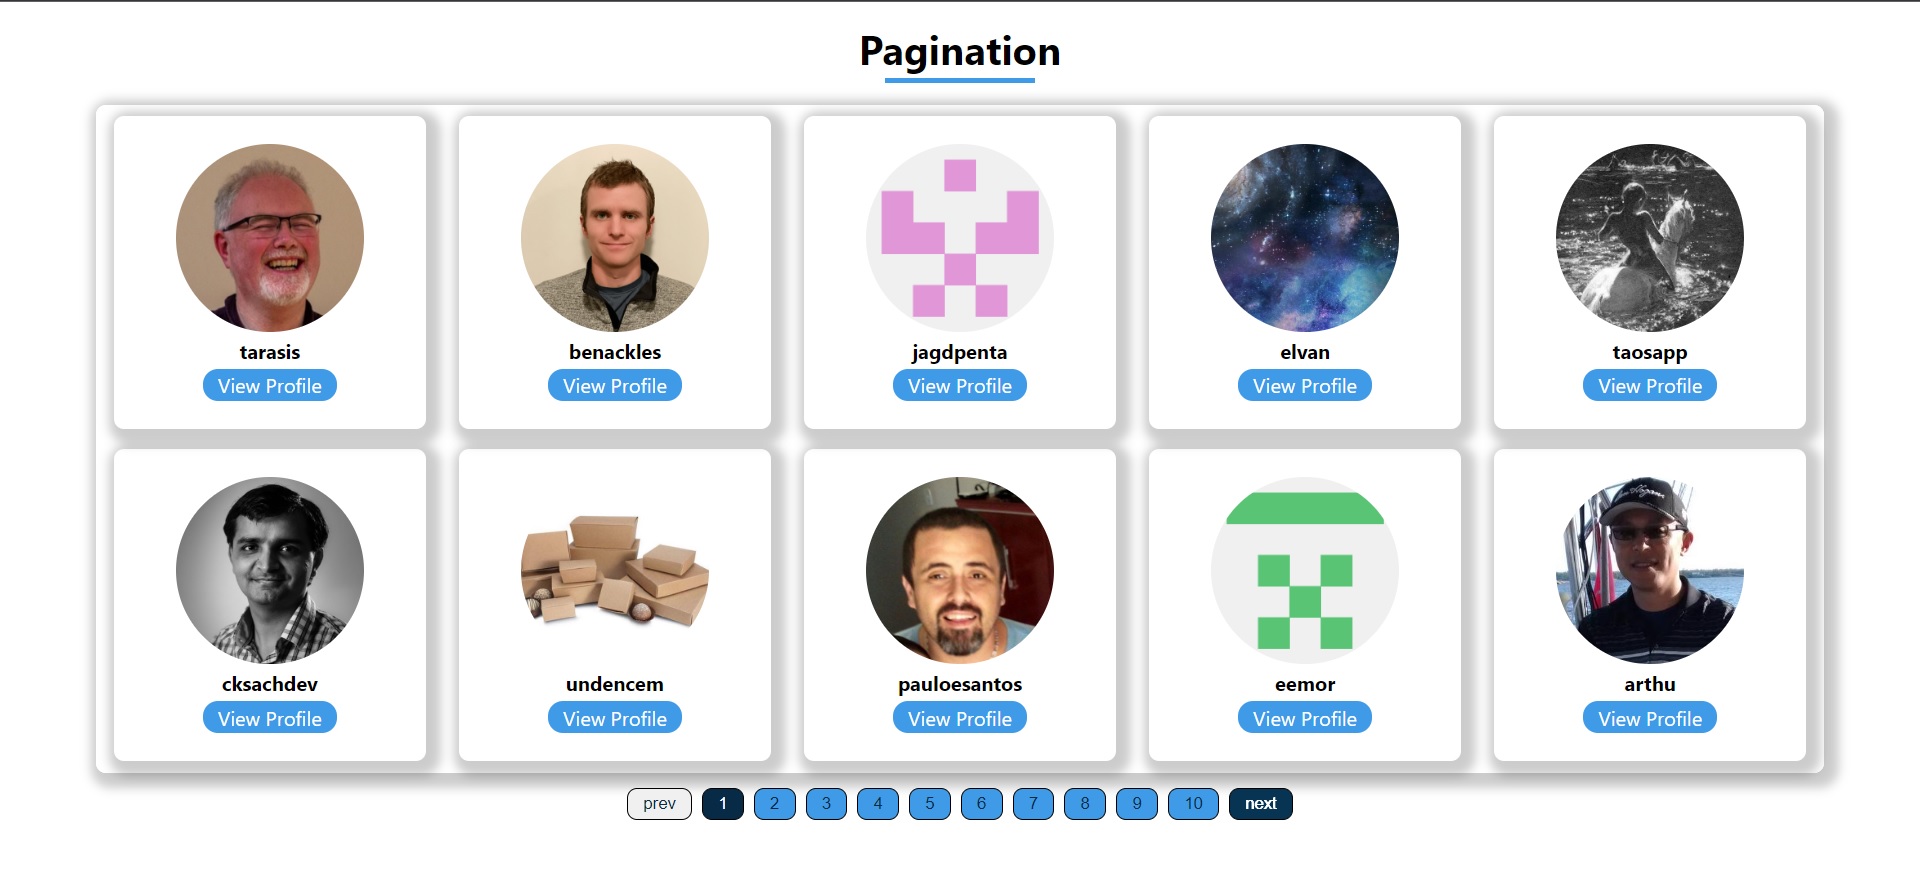 Pagination
tarasis
View Profile
benackles
View Profile
jagdpenta
View Profile
elvan
View Profile
taosapp
View Profile
cksachdev
View Profile
undencem
View Profile
pauloesantos
View Profile
eemor
View Profile
arthu
View Profile
prev 1 2 3 4 5 6 7 8 9 10 next